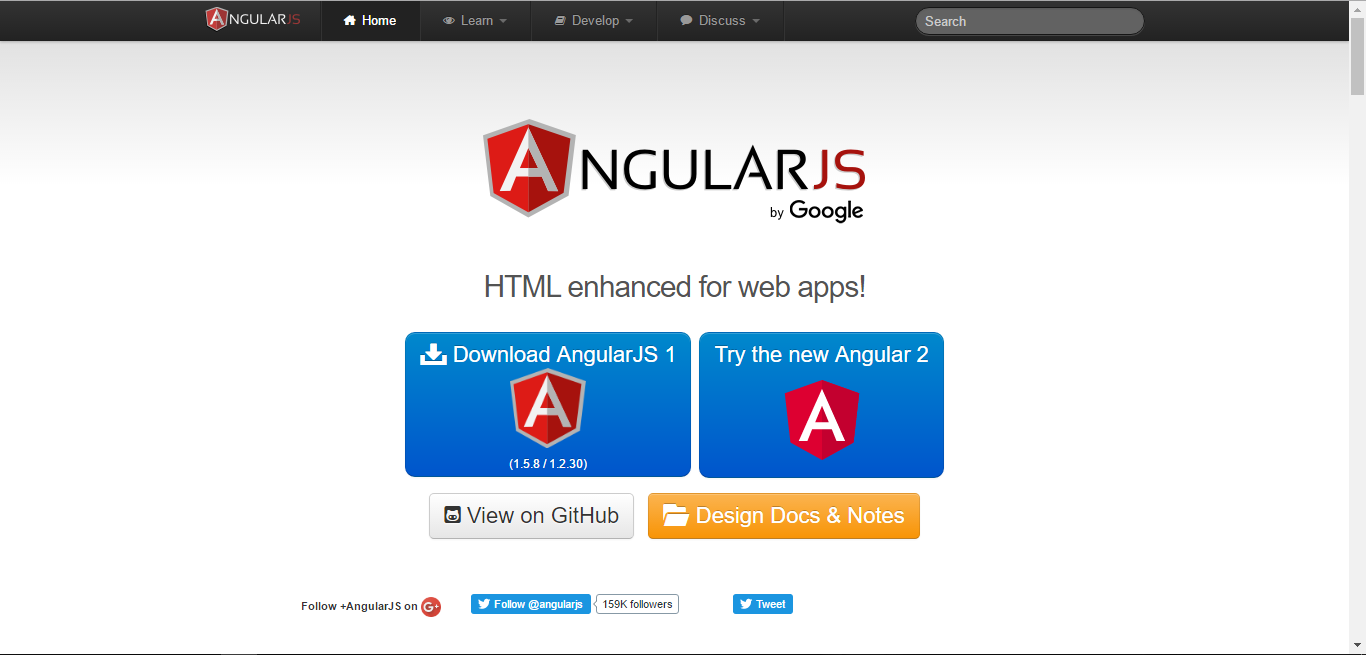 ANGULARJS Home Learn Develop Discuss Search
ANGULARJS
by Google
HTML enhanced for web apps!
Download AngularJS 1 Try the new Angular 2
A A
(1.5.8 / 1.2.30)
View on GitHub Design Docs & Notes
Follow +AngularJS on G+ Follow @angularjs 159K followers Tweet